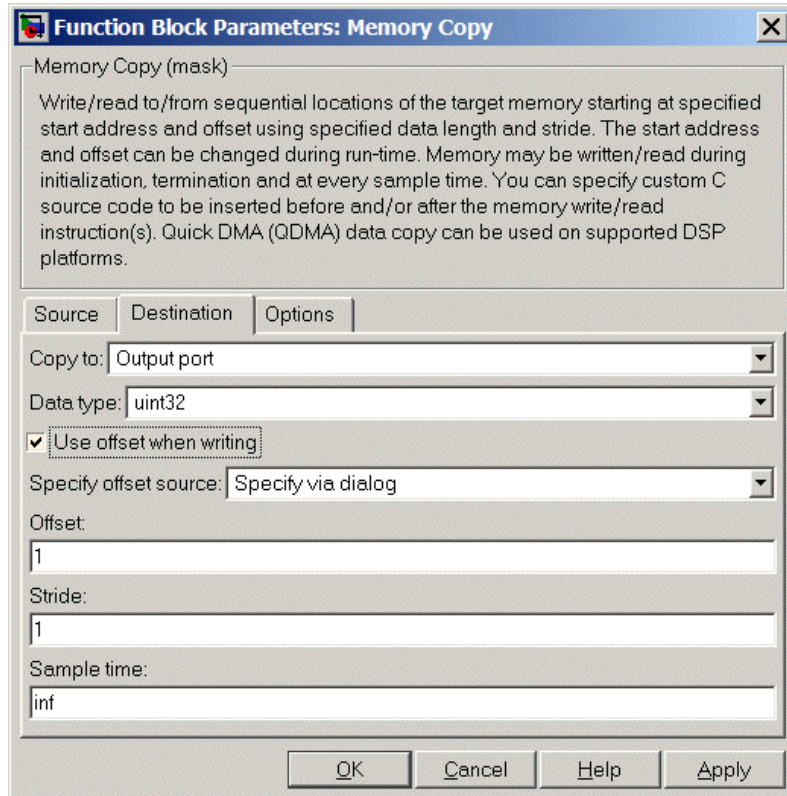 Function Block Parameters: Memory Copy
Memory Copy (mask)
Write/read to/from sequential locations of the target memory starting at specified
start address and offset using specified data length and stride. The start address
and offset can be changed during run-time. Memory may be written/read during
initialization, termination and at every sample time. You can specify custom C
source code to be inserted before and/or after the memory write/read
instruction(s). Quick DMA (QDMA) data copy can be used on supported DSP
platforms.
Source Destination Options
Copy to: Output port
Data type: uint32
Use offset when writing
Specify offset source: Specify via dialog
Offset:
1
Stride:
1
Sample time:
inf
OK Cancel Help Apply